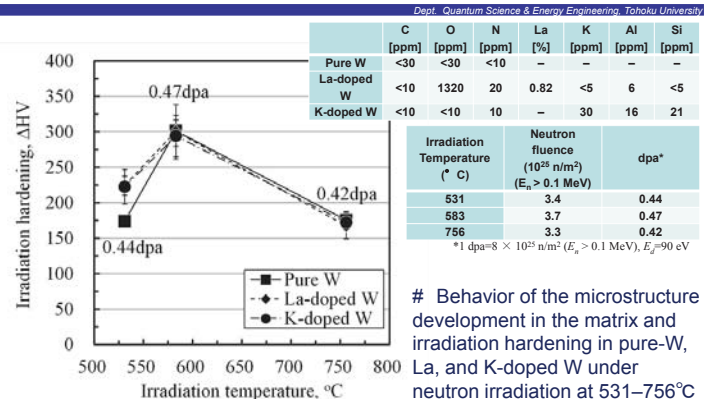 Dept. Quantum Science & Energy Engineering, Tohoku University
C O N La K Al Si
[ppm] [ppm] [ppm] [%] [ppm] [ppm] [ppm]
Pure W <30 <30 <10 – – – –
La-doped
W <10 1320 20 0.82 <5 6 <5
K-doped W <10 <10 10 – 30 16 21
Irradiation hardening, ΔHV
400
350
300
250
200
150
100
50
0
0.47dpa
0.42dpa
0.44dpa
Pure W
La-doped W
K-doped W
500 550 600 650 700 750 800
Irradiation temperature, °C
Irradiation
Temperature
(° C)
Neutron
fluence
(10²⁵ n/m²)
(Eₙ > 0.1 MeV)
dpa*
531 3.4 0.44
583 3.7 0.47
756 3.3 0.42
*1 dpa=8 × 10²⁵ n/m² (Eₙ > 0.1 MeV), E_d=90 eV
# Behavior of the microstructure
development in the matrix and
irradiation hardening in pure-W,
La, and K-doped W under
neutron irradiation at 531–756°C